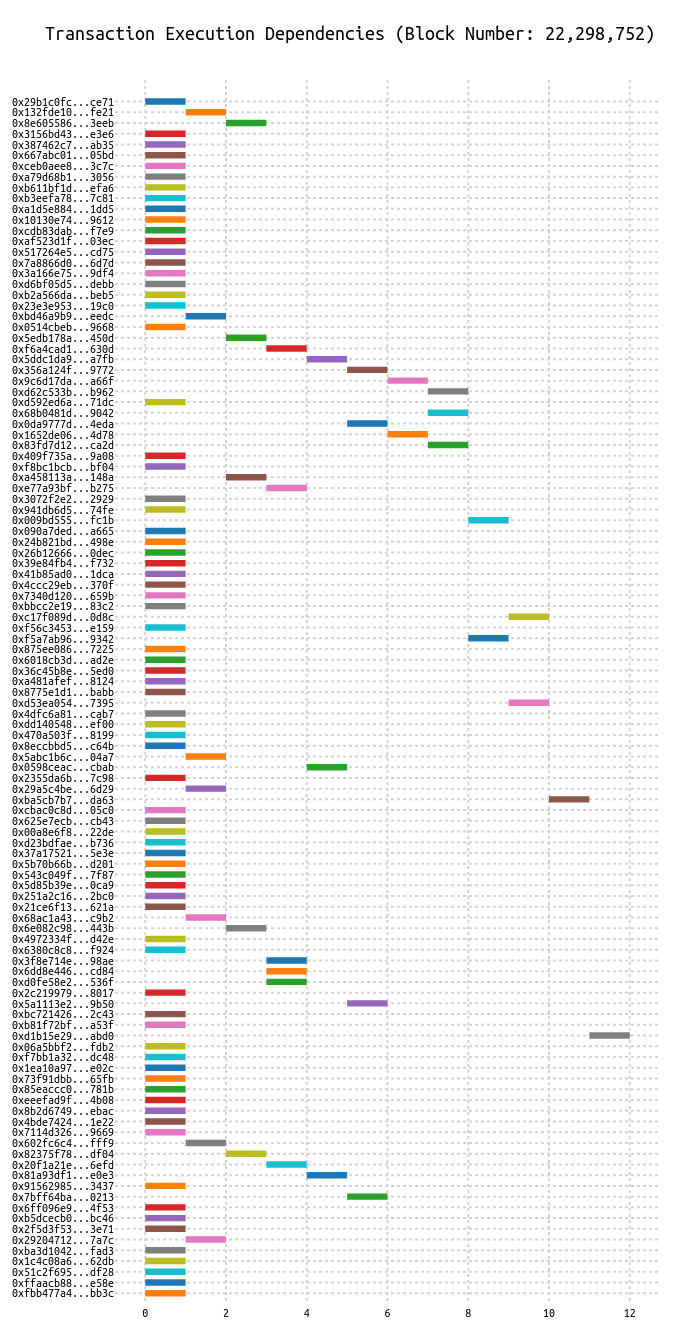 Transaction Execution Dependencies (Block Number: 22,298,752)
0x29b1c0fc...ce71
0x132fde10...fe21
0x8e605586...3eeb
0x3156bd43...e3e6
0x387462c7...ab35
0x667abc01...05bd
0xceb0aee8...3c7c
0xa79d68b1...3056
0xb611bf1d...efa6
0xb3eefa78...7c81
0xa1d5e884...1dd5
0x10130e74...9612
0xcdb83dab...f7e9
0xaf523d1f...03ec
0x517264e5...cd75
0x7a8866d0...6d7d
0x3a166e75...9df4
0xd6bf05d5...debb
0xb2a566da...beb5
0x23e3e953...19c0
0xbd46a9b9...eedc
0x0514cbeb...9668
0x5edb178a...450d
0xf6a4cad1...630d
0x5ddc1da9...a7fb
0x356a124f...9772
0x9c6d17da...a66f
0xd62c533b...b962
0xd592ed6a...71dc
0x68b0481d...9042
0x0da9777d...4eda
0x1652de06...4d78
0x83fd7d12...ca2d
0x409f735a...9a08
0xf8bc1bcb...bf04
0xa458113a...148a
0xe77a93bf...b275
0x3072f2e2...2929
0x941db6d5...74fe
0x009bd555...fc1b
0x090a7ded...a665
0x24b821bd...498e
0x26b12666...0dec
0x39e84fb4...f732
0x41b85ad0...1dca
0x4ccc29eb...370f
0x7340d120...659b
0xbbcc2e19...83c2
0xc17f089d...0d8c
0xf56c3453...e159
0xf5a7ab96...9342
0x875ee086...7225
0x6018cb3d...ad2e
0x36c45b8e...5ed0
0xa481afef...8124
0x8775e1d1...babb
0xd53ea054...7395
0x4dfc6a81...cab7
0xdd140548...ef00
0x470a503f...8199
0x8eccbbd5...c64b
0x5abc1b6c...04a7
0x0598ceac...cbab
0x2355da6b...7c98
0x29a5c4be...6d29
0xba5cb7b7...da63
0xcbac0c8d...05c0
0x625e7ecb...cb43
0x00a8e6f8...22de
0xd23bdfae...b736
0x37a17521...5e3e
0x5b70b66b...d201
0x543c049f...7f87
0x5d85b39e...0ca9
0x251a2c16...2bc0
0x21ce6f13...621a
0x68ac1a43...c9b2
0x6e082c98...443b
0x4972334f...d42e
0x6380c8c8...f924
0x3f8e714e...98ae
0x6dd8e446...cd84
0xd0fe58e2...536f
0x2c219979...8017
0x5a1113e2...9b50
0xbc721426...2c43
0xb81f72bf...a53f
0xd1b15e29...abd0
0x06a5bbf2...fdb2
0xf7bb1a32...dc48
0x1ea10a97...e02c
0x73f91dbb...65fb
0x85eaccc0...781b
0xeeefad9f...4b08
0x8b2d6749...ebac
0x4bde7424...1e22
0x7114d326...9669
0x602fc6c4...fff9
0x82375f25...df04
0x20f1a21e...6efd
0x81a93df1...e0e3
0x91562985...3437
0x7bff64ba...0213
0x6ff096e9...4f53
0xb5dcecb0...bc46
0x2f5d3f53...3e71
0x29204712...7a7c
0xba3d1042...fad3
0x1c4c08a6...62db
0x51c2f695...df28
0xffaacb88...e58e
0xfbb477a4...bb3c
0 2 4 6 8 10 12